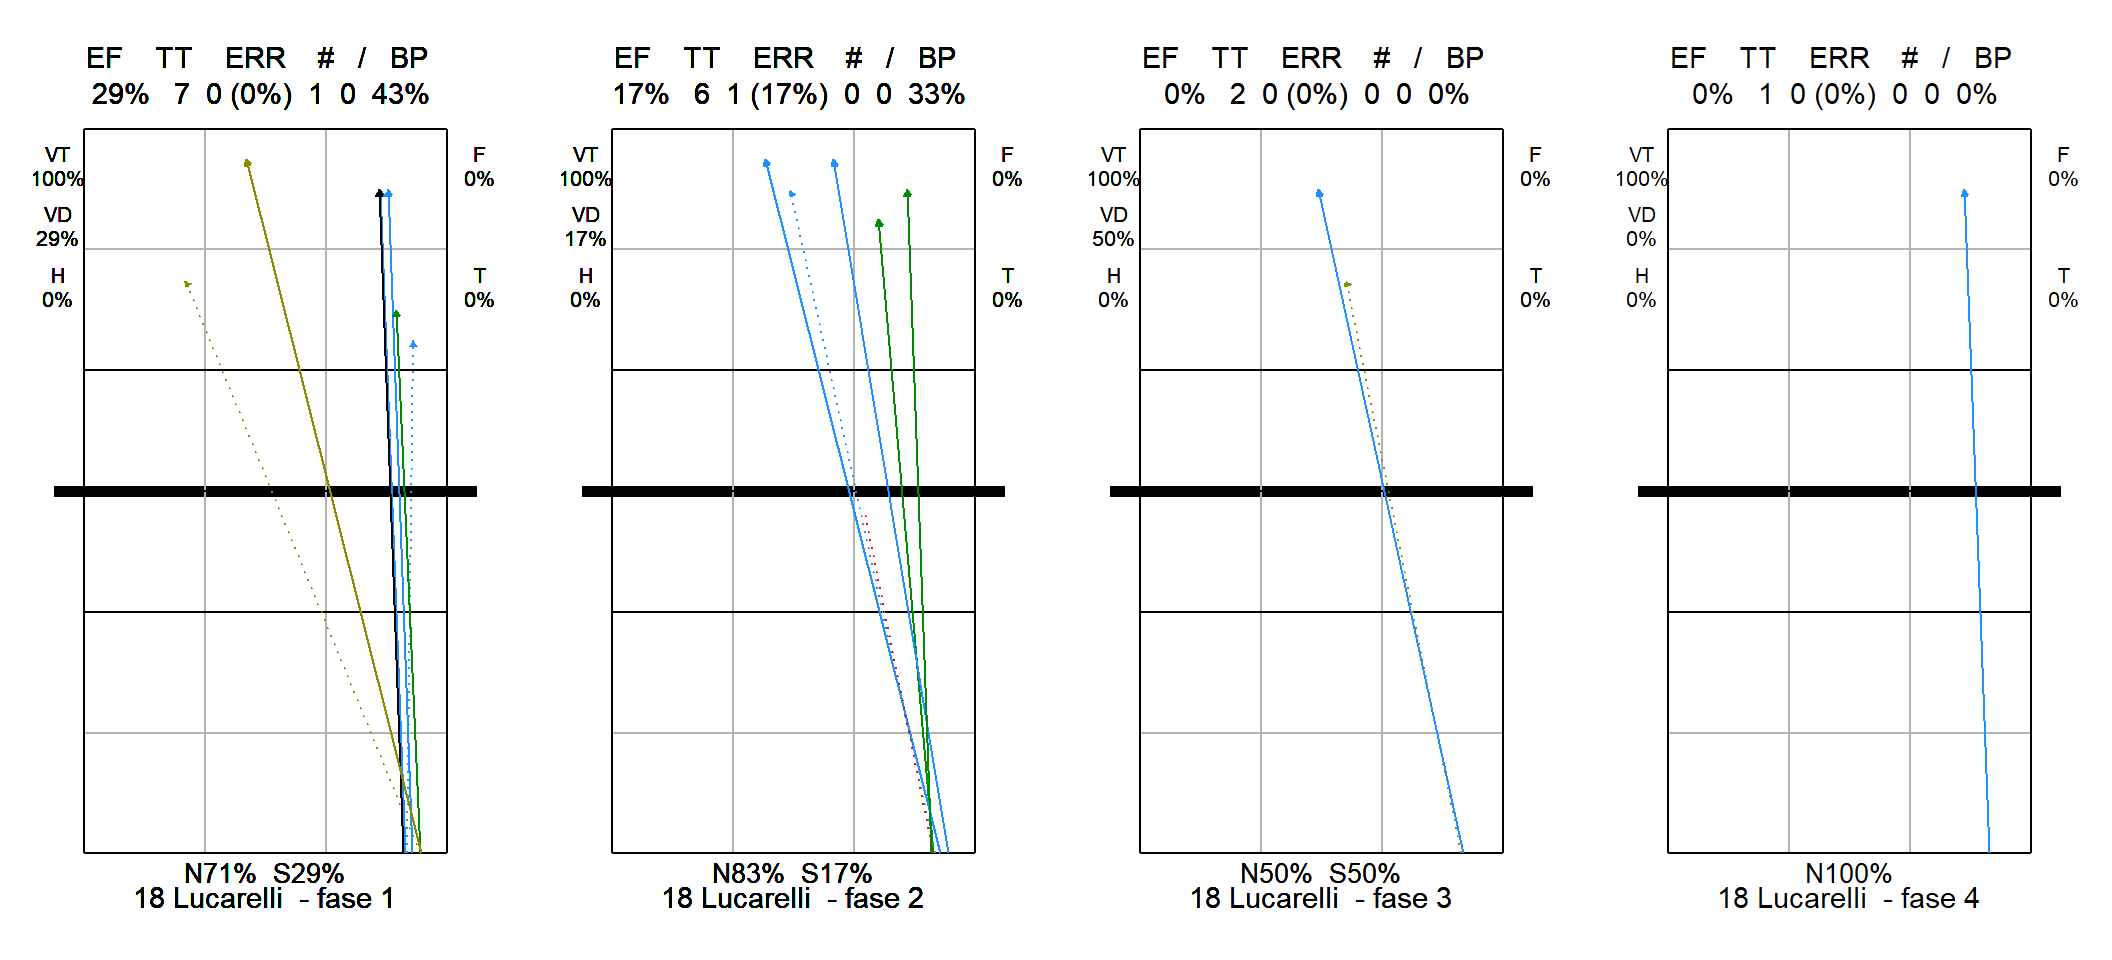 EF TT ERR # / BP
29% 7 0 (0%) 1 0 43%
VT
100%
VD
29%
H
0%
F
0%
T
0%
N71% S29%
18 Lucarelli - fase 1
EF TT ERR # / BP
17% 6 1 (17%) 0 0 33%
VT
100%
VD
17%
H
0%
F
0%
T
0%
N83% S17%
18 Lucarelli - fase 2
EF TT ERR # / BP
0% 2 0 (0%) 0 0 0%
VT
100%
VD
50%
H
0%
F
0%
T
0%
N50% S50%
18 Lucarelli - fase 3
EF TT ERR # / BP
0% 1 0 (0%) 0 0 0%
VT
100%
VD
0%
H
0%
F
0%
T
0%
N100%
18 Lucarelli - fase 4